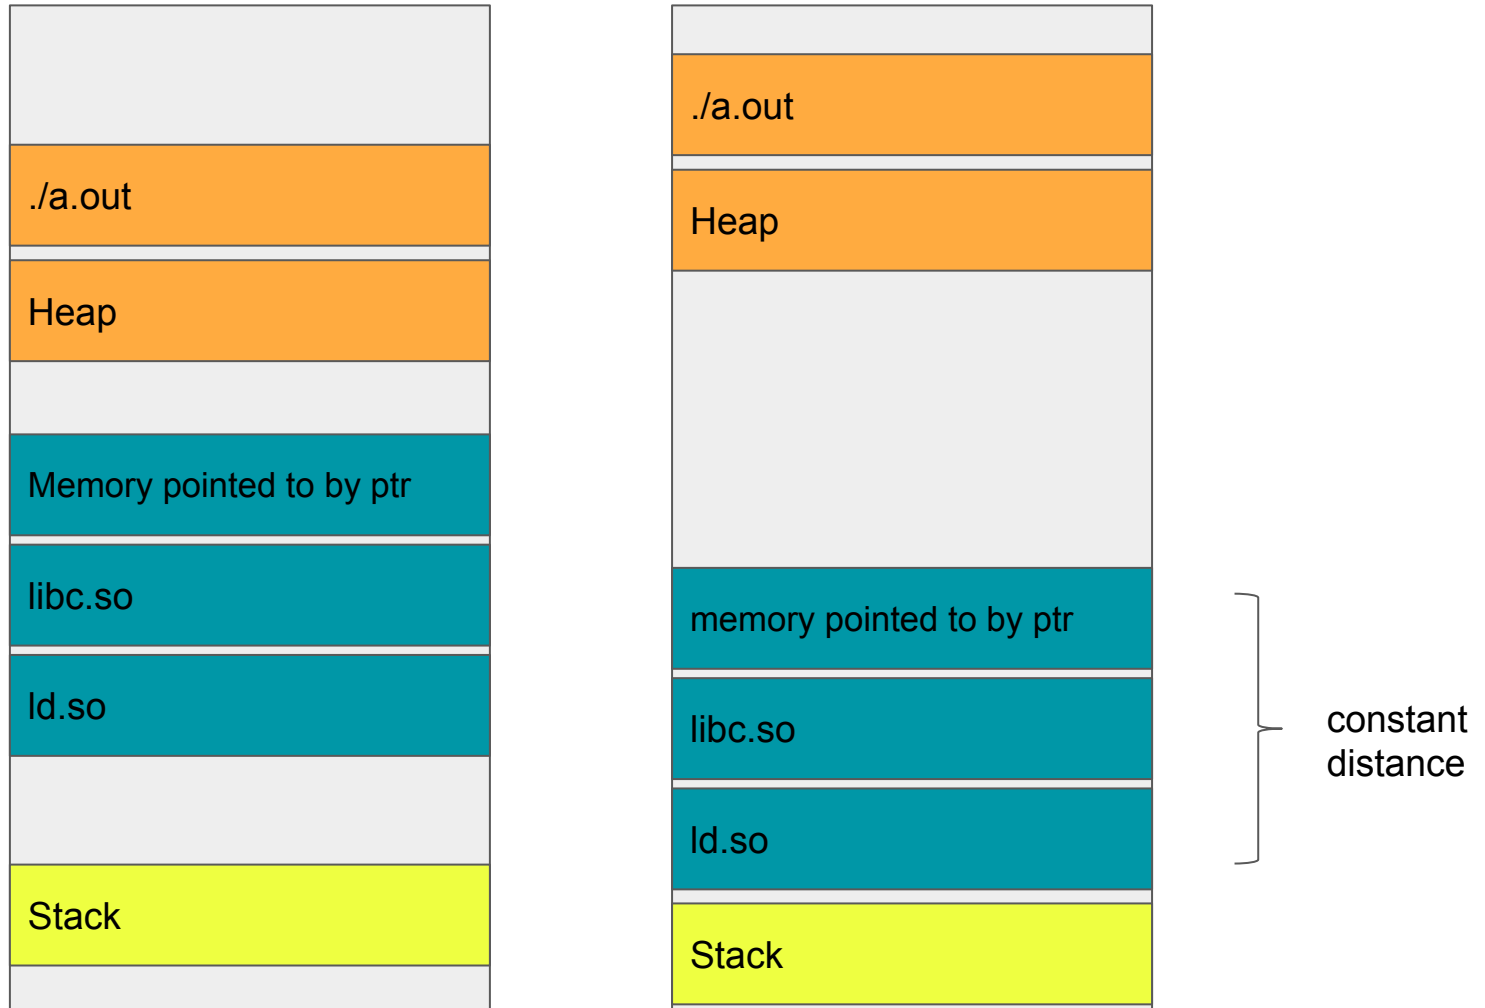 ./a.out
Heap
Memory pointed to by ptr
libc.so
ld.so
Stack
./a.out
Heap
memory pointed to by ptr
libc.so
ld.so
Stack
constant
distance